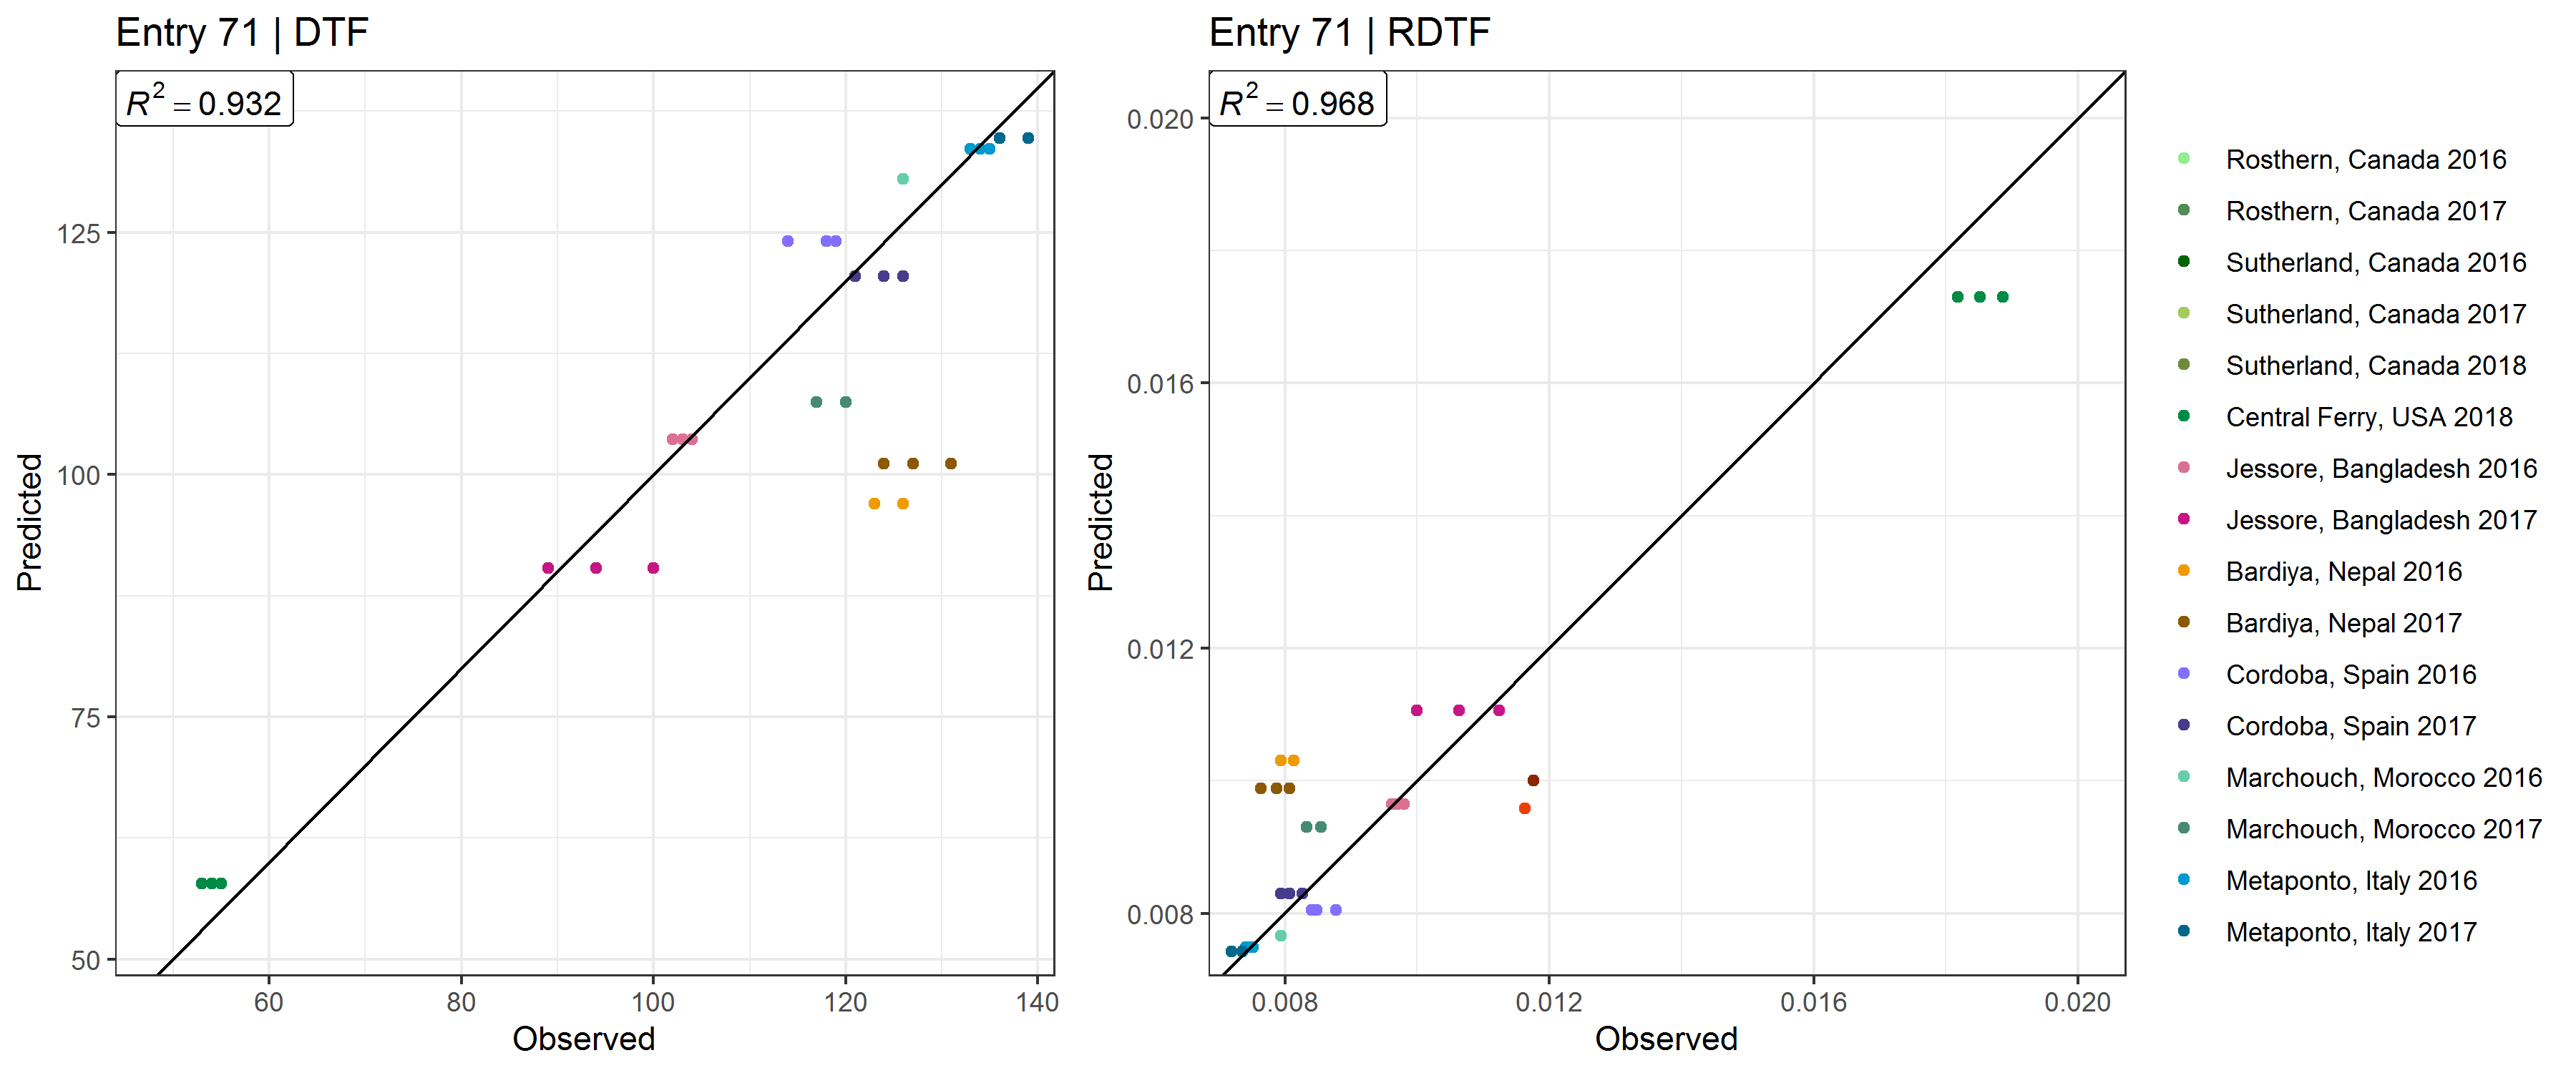 Entry 71 | DTF
R² = 0.932
125
100
75
50
Predicted
60 80 100 120 140
Observed
Entry 71 | RDTF
R² = 0.968
0.020
0.016
0.012
0.008
Predicted
0.008 0.012 0.016 0.020
Observed
Rosthern, Canada 2016
Rosthern, Canada 2017
Sutherland, Canada 2016
Sutherland, Canada 2017
Sutherland, Canada 2018
Central Ferry, USA 2018
Jessore, Bangladesh 2016
Jessore, Bangladesh 2017
Bardiya, Nepal 2016
Bardiya, Nepal 2017
Cordoba, Spain 2016
Cordoba, Spain 2017
Marchouch, Morocco 2016
Marchouch, Morocco 2017
Metaponto, Italy 2016
Metaponto, Italy 2017